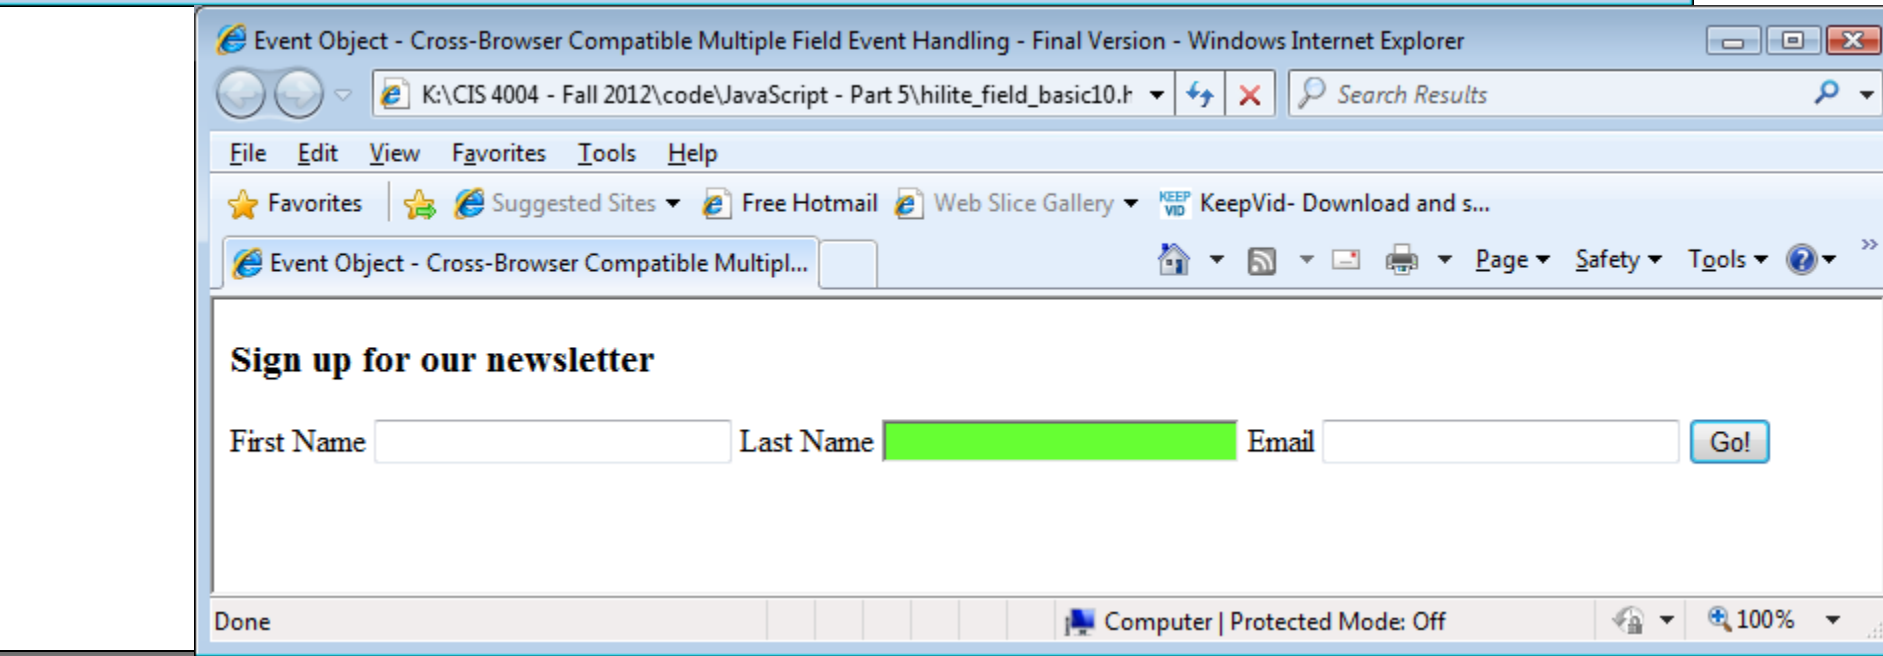 Event Object - Cross-Browser Compatible Multiple Field Event Handling - Final Version - Windows Internet Explorer
K:\CIS 4004 - Fall 2012\code\JavaScript - Part 5\hilite_field_basic10.h Search Results
File Edit View Favorites Tools Help
Favorites Suggested Sites Free Hotmail Web Slice Gallery KEEP VID KeepVid- Download and s...
Event Object - Cross-Browser Compatible Multipl... Page Safety Tools »
Sign up for our newsletter
First Name Last Name Email Go!
Done Computer | Protected Mode: Off 100%